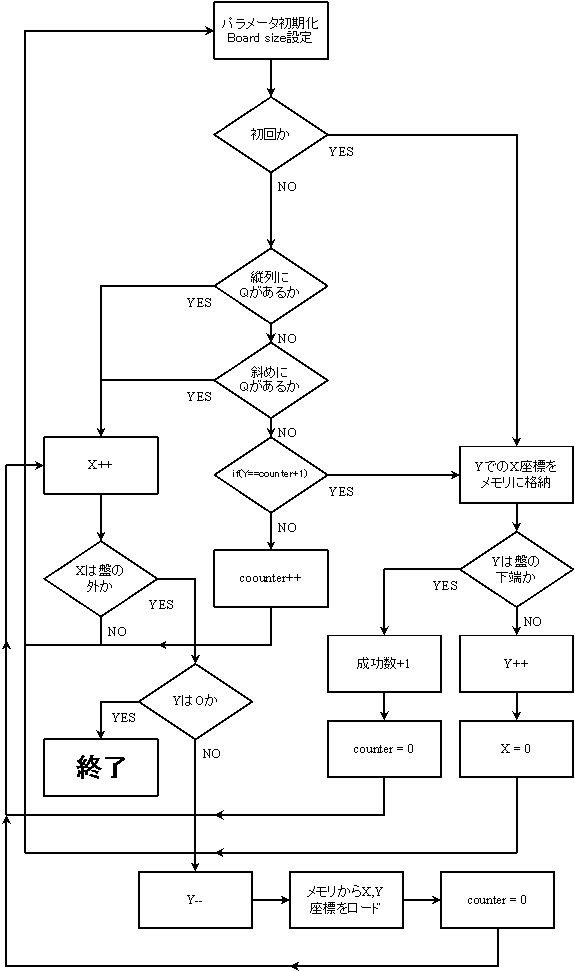 パラメータ初期化
Board size設定
初回か
YES
NO
縦列に
Qがあるか
YES
NO
斜めに
Qがあるか
YES
NO
X++
if(Y==counter+1)
YES
YでのX座標を
メモリに格納
NO
Xは盤の
外か
YES
NO
coounter++
Yは盤の
下端か
YES
NO
成功数+1
Y++
Yは0か
YES
NO
終了
counter = 0
X = 0
Y--
メモリからX,Y
座標をロード
counter = 0